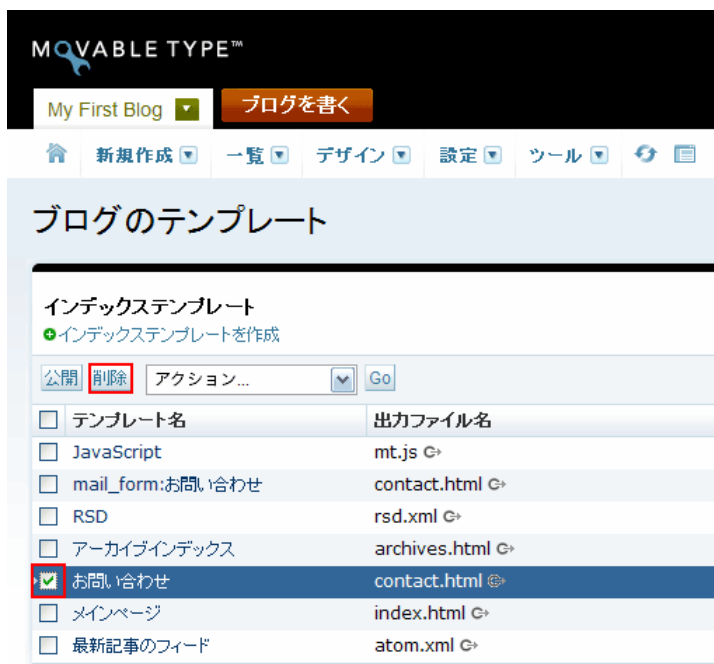 MOVABLE TYPE™
My First Blog ブログを書く
新規作成 一覧 デザイン 設定 ツール
ブログのテンプレート
インデックステンプレート
インデックステンプレートを作成
公開 削除 アクション... Go
テンプレート名 出力ファイル名
JavaScript mt.js
mail_form:お問い合わせ contact.html
RSD rsd.xml
アーカイブインデックス archives.html
お問い合わせ contact.html
メインページ index.html
最新記事のフィード atom.xml